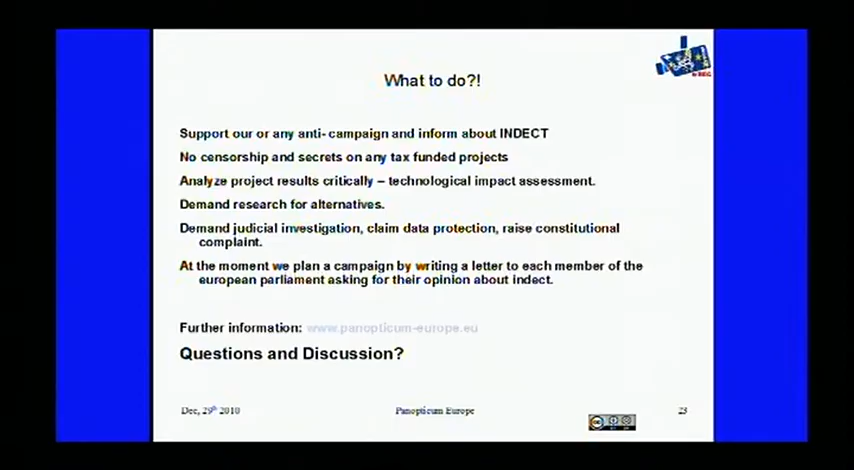 What to do?!
Support our or any anti- campaign and inform about INDECT
No censorship and secrets on any tax funded projects
Analyze project results critically – technological impact assessment.
Demand research for alternatives.
Demand judicial investigation, claim data protection, raise constitutional
complaint.
At the moment we plan a campaign by writing a letter to each member of the
european parliament asking for their opinion about indect.
Further information: www.panopticum-europe.eu
Questions and Discussion?
Dec, 29th 2010 Panopticum Europe 23